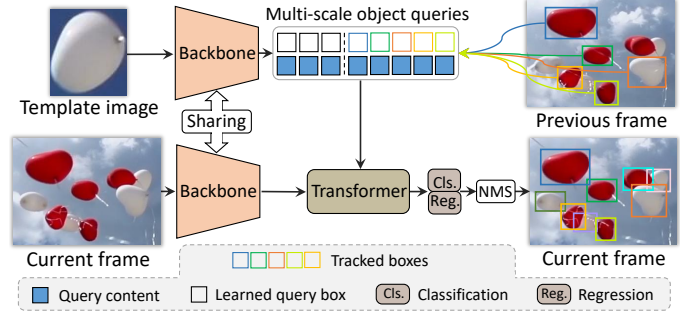 Multi-scale object queries
Backbone
Template image
Previous frame
Sharing
Backbone
Transformer
Cls.
Reg.
NMS
Current frame
Current frame
Tracked boxes
Query content
Learned query box
Cls.
Classification
Reg.
Regression